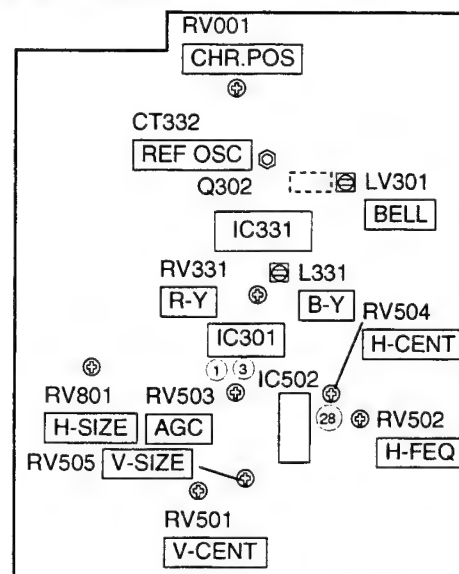 RV001
CHR.POS
CT332
REF OSC
Q302
LV301
BELL
IC331
RV331
L331
R-Y
B-Y
RV504
H-CENT
IC301
1 3
IC502
RV801
H-SIZE
RV503
AGC
28
RV502
H-FEQ
RV505
V-SIZE
RV501
V-CENT